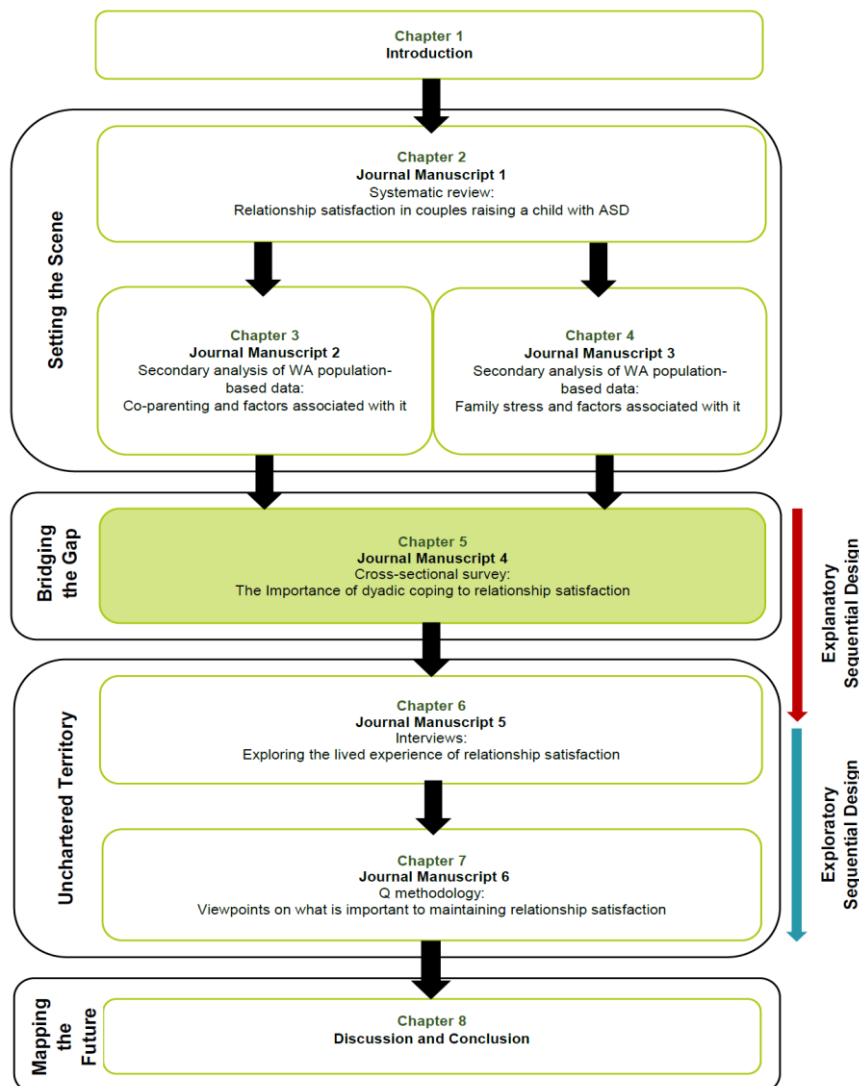 Chapter 1
Introduction
Setting the Scene
Chapter 2
Journal Manuscript 1
Systematic review:
Relationship satisfaction in couples raising a child with ASD
Chapter 3
Journal Manuscript 2
Secondary analysis of WA population-
based data:
Co-parenting and factors associated with it
Chapter 4
Journal Manuscript 3
Secondary analysis of WA population-
based data:
Family stress and factors associated with it
Bridging
the Gap
Chapter 5
Journal Manuscript 4
Cross-sectional survey:
The Importance of dyadic coping to relationship satisfaction
Explanatory
Sequential Design
Unchartered Territory
Chapter 6
Journal Manuscript 5
Interviews:
Exploring the lived experience of relationship satisfaction
Chapter 7
Journal Manuscript 6
Q methodology:
Viewpoints on what is important to maintaining relationship satisfaction
Exploratory
Sequential Design
Mapping
the
Future
Chapter 8
Discussion and Conclusion